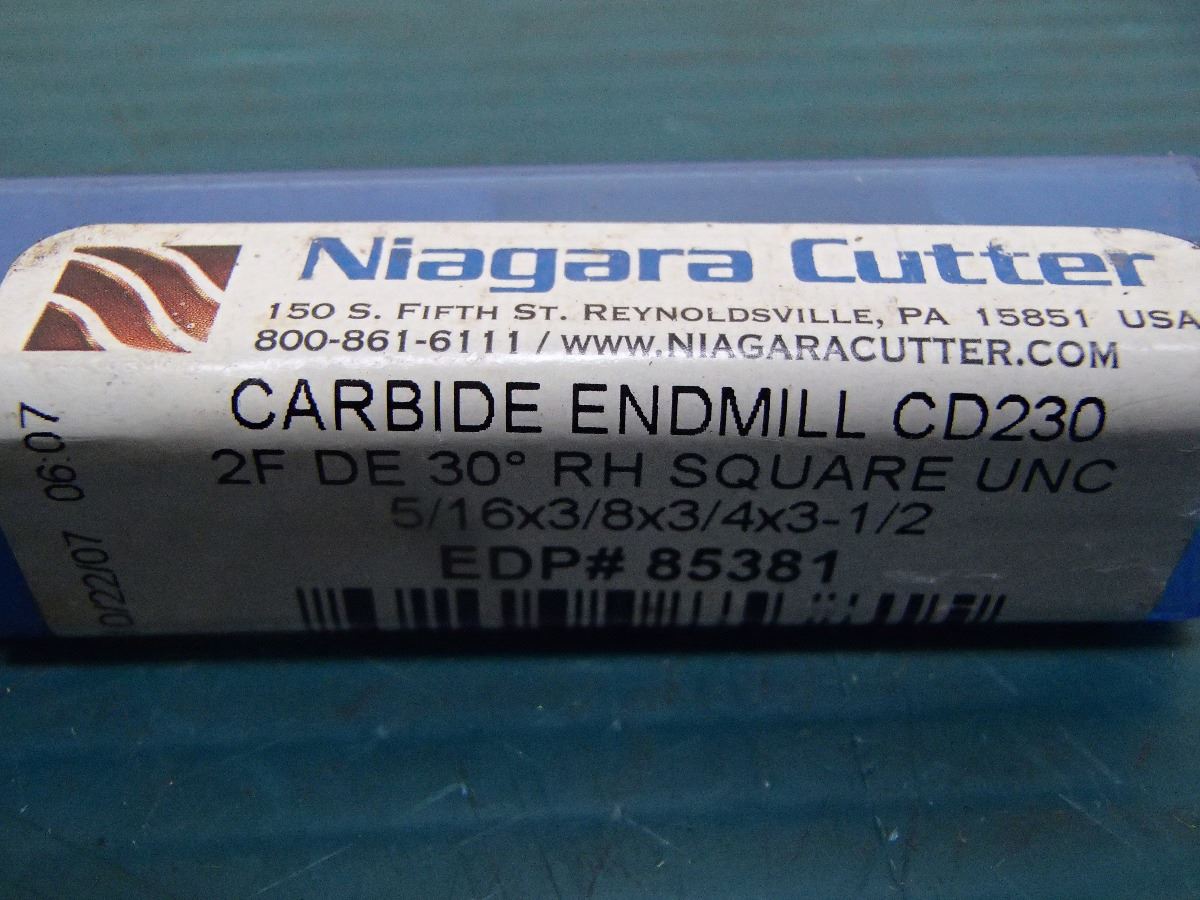 Niagara Cutter
150 S. FIFTH ST. REYNOLDSVILLE, PA 15851 USA
800-861-6111 / WWW.NIAGARACUTTER.COM
CARBIDE ENDMILL CD230
2F DE 30° RH SQUARE UNC
5/16x3/8x3/4x3-1/2
EDP# 85381
0/22/07 06:07